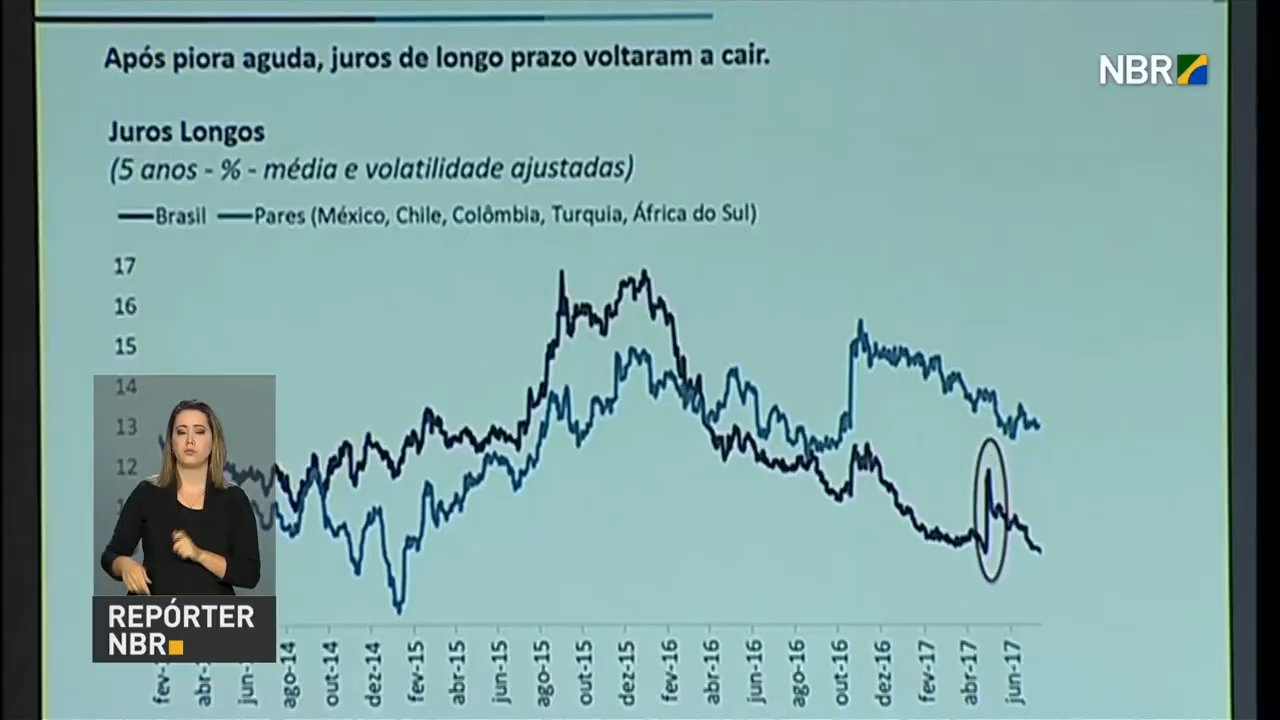 Após piora aguda, juros de longo prazo voltaram a cair.
NBR
Juros Longos
(5 anos - % - média e volatilidade ajustadas)
Brasil Pares (México, Chile, Colômbia, Turquia, África do Sul)
17
16
15
14
13
12
REPÓRTER
NBR
fev- abr- jun- ago-14 out-14 dez-14 fev-15 abr-15 jun-15 ago-15 out-15 dez-15 fev-16 abr-16 jun-16 ago-16 out-16 dez-16 fev-17 abr-17 jun-17